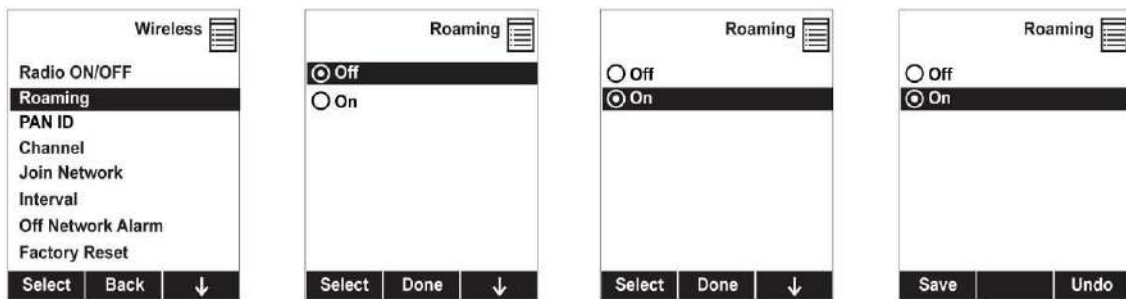 Wireless
Radio ON/OFF
Roaming
PAN ID
Channel
Join Network
Interval
Off Network Alarm
Factory Reset
Select Back ↓
Roaming
Off
On
Select Done ↓
Roaming
Off
On
Select Done ↓
Roaming
Off
On
Save Undo